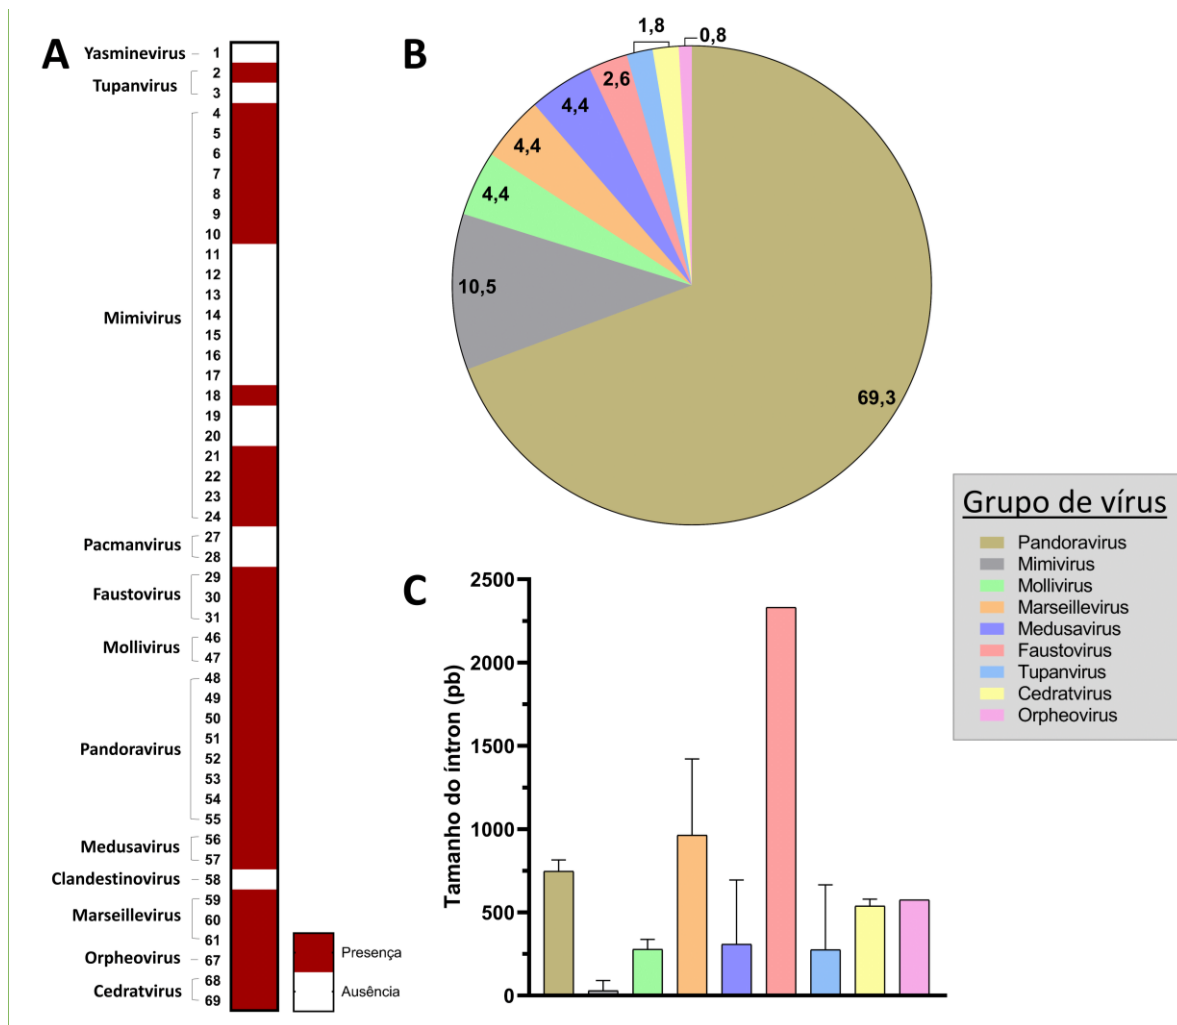 A
Yasminevirus
1
Tupanvirus
2
3
Mimivirus
4
5
6
7
8
9
10
11
12
13
14
15
16
17
18
19
20
21
22
23
24
Pacmanvirus
27
28
Faustovirus
29
30
31
Mollivirus
46
47
Pandoravirus
48
49
50
51
52
53
54
55
Medusavirus
56
57
Clandestinovirus
58
Marseillevirus
59
60
61
Orpheovirus
67
Cedratvirus
68
69
Presença
Ausência
B
1,8
0,8
2,6
4,4
4,4
4,4
10,5
69,3
Grupo de vírus
Pandoravirus
Mimivirus
Mollivirus
Marseillevirus
Medusavirus
Faustovirus
Tupanvirus
Cedratvirus
Orpheovirus
C
Tamanho do íntron (pb)
2500
2000
1500
1000
500
0